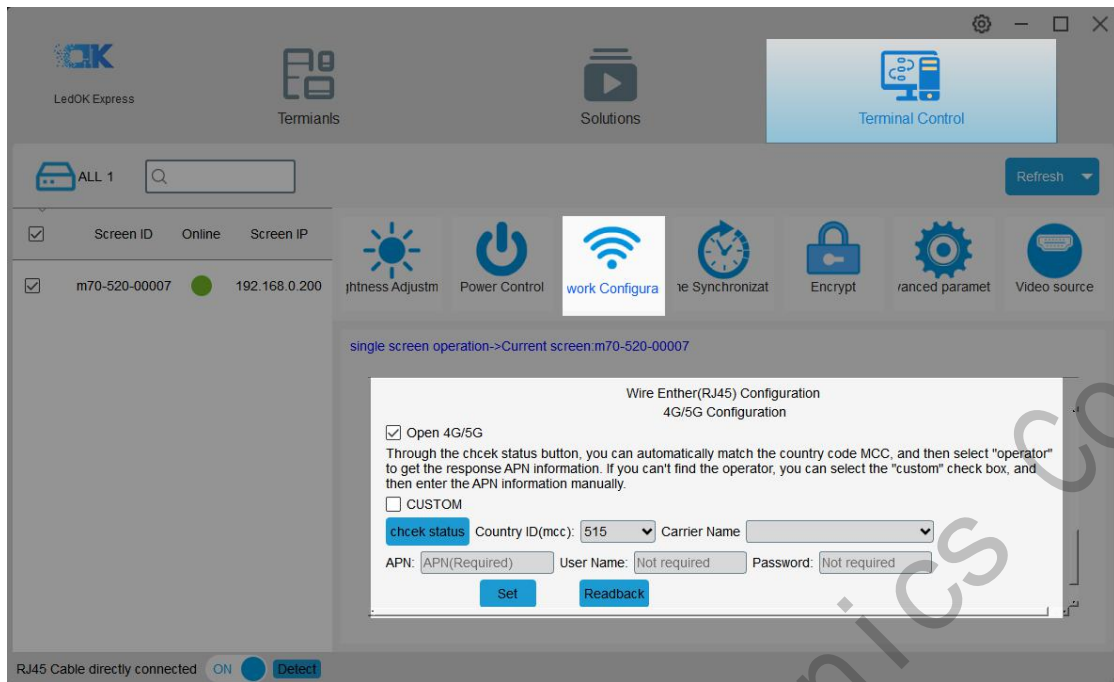 OK
LedOK Express
Termianls
Solutions
Terminal Control
ALL 1
Refresh
Screen ID Online Screen IP
m70-520-00007 192.168.0.200
htness Adjustm Power Control work Configura ne Synchronizat Encrypt vanced paramet Video source
single screen operation->Current screen:m70-520-00007
Wire Enther(RJ45) Configuration
4G/5G Configuration
Open 4G/5G
Through the chcek status button, you can automatically match the country code MCC, and then select "operator"
to get the response APN information. If you can't find the operator, you can select the "custom" check box, and
then enter the APN information manually.
CUSTOM
chcek status Country ID(mcc): 515 Carrier Name
APN: APN(Required) User Name: Not required Password: Not required
Set Readback
RJ45 Cable directly connected ON Detect
nics Co